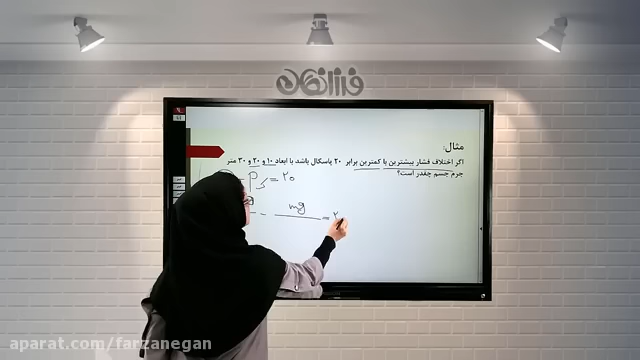 فرزانگان
مثال:
اگر اختلاف فشار بیشترین با کمترین برابر ۲۰ پاسکال باشد با ابعاد ۱۰ و ۲۰ و ۳۰ متر
جرم جسم چقدر است؟
P = ۲۰
mg
- = ۲
aparat.com/farzanegan